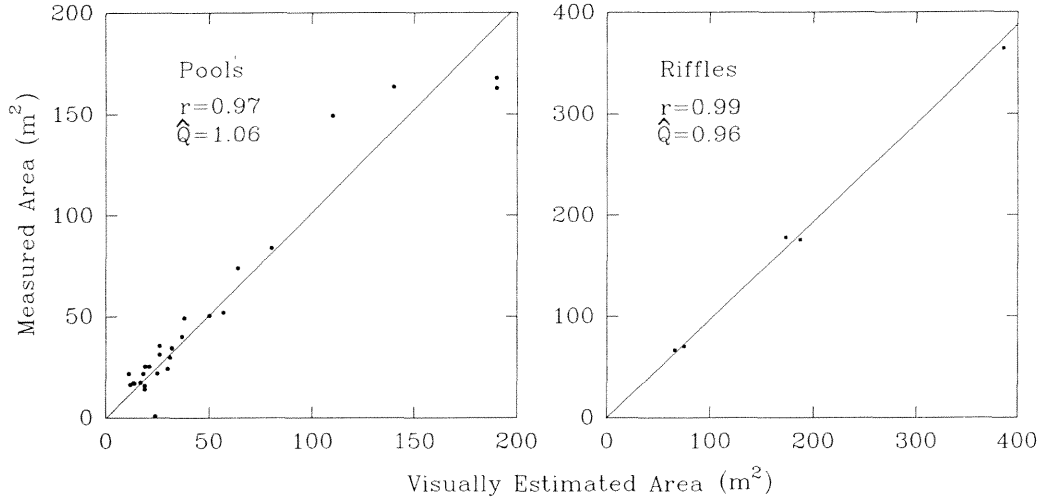 Measured Area (m²)
200
150
100
50
0
Pools
r=0.97
Q̂=1.06
0 50 100 150 200
400
300
200
100
0
Riffles
r=0.99
Q̂=0.96
0 100 200 300 400
Visually Estimated Area (m²)